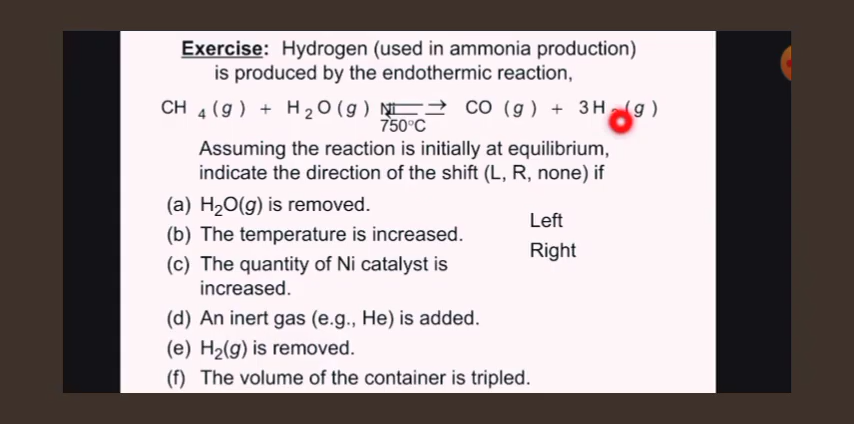 Exercise: Hydrogen (used in ammonia production)
is produced by the endothermic reaction,
CH 4 (g) + H2O(g) Ni ⇌ CO (g) + 3H (g)
750°C
Assuming the reaction is initially at equilibrium,
indicate the direction of the shift (L, R, none) if
(a) H2O(g) is removed.
Left
(b) The temperature is increased.
Right
(c) The quantity of Ni catalyst is
increased.
(d) An inert gas (e.g., He) is added.
(e) H2(g) is removed.
(f) The volume of the container is tripled.